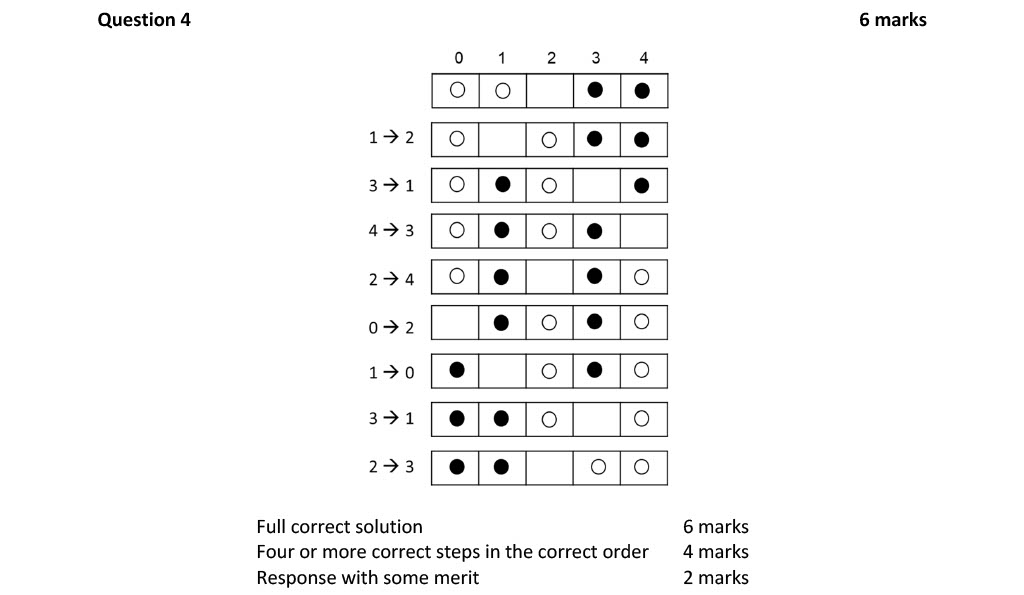 Question 4 6 marks
0 1 2 3 4
1 → 2
3 → 1
4 → 3
2 → 4
0 → 2
1 → 0
3 → 1
2 → 3
Full correct solution 6 marks
Four or more correct steps in the correct order 4 marks
Response with some merit 2 marks